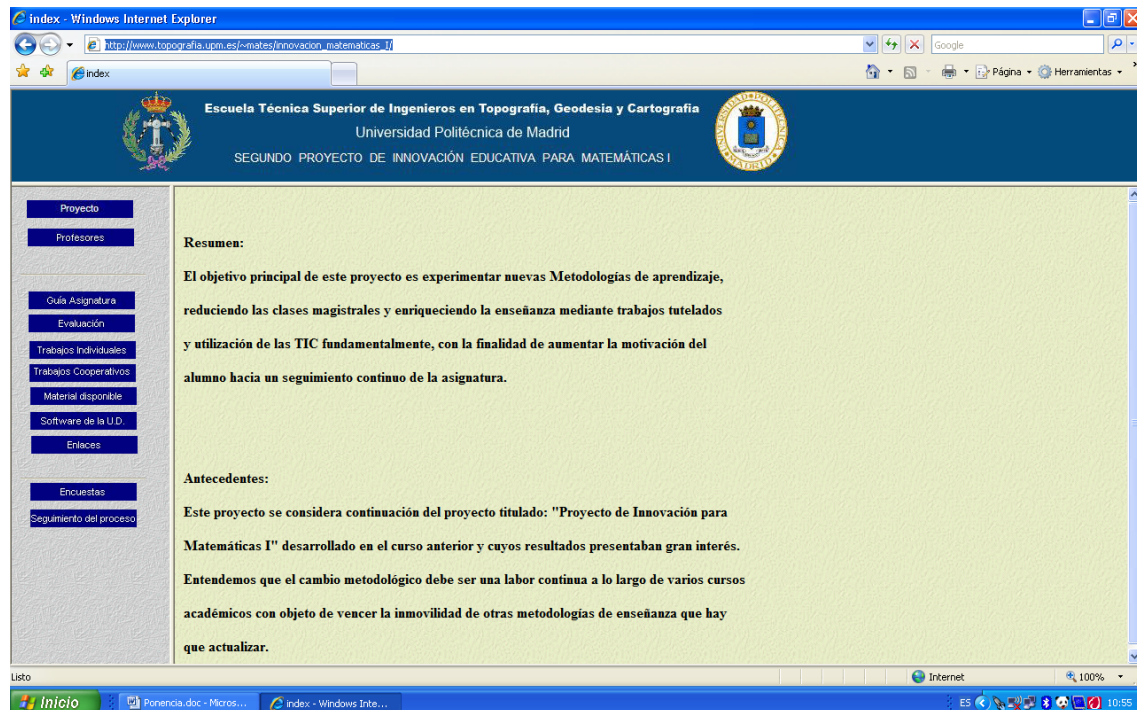 index - Windows Internet Explorer
http://www.topografia.upm.es/~mates/innovacion_matematicas_I/
Google
index
Página
Herramientas
Escuela Técnica Superior de Ingenieros en Topografía, Geodesia y Cartografía
Universidad Politécnica de Madrid
SEGUNDO PROYECTO DE INNOVACIÓN EDUCATIVA PARA MATEMÁTICAS I
Proyecto
Profesores
Guía Asignatura
Evaluación
Trabajos Individuales
Trabajos Cooperativos
Material disponible
Software de la U.D.
Enlaces
Encuestas
Seguimiento del proceso
Resumen:
El objetivo principal de este proyecto es experimentar nuevas Metodologías de aprendizaje,
reduciendo las clases magistrales y enriqueciendo la enseñanza mediante trabajos tutelados
y utilización de las TIC fundamentalmente, con la finalidad de aumentar la motivación del
alumno hacia un seguimiento continuo de la asignatura.
Antecedentes:
Este proyecto se considera continuación del proyecto titulado: "Proyecto de Innovación para
Matemáticas I" desarrollado en el curso anterior y cuyos resultados presentaban gran interés.
Entendemos que el cambio metodológico debe ser una labor continua a lo largo de varios cursos
académicos con objeto de vencer la inmovilidad de otras metodologías de enseñanza que hay
que actualizar.
Listo
Internet
100%
Inicio
Ponencia.doc - Micros...
index - Windows Inte...
ES
10:55